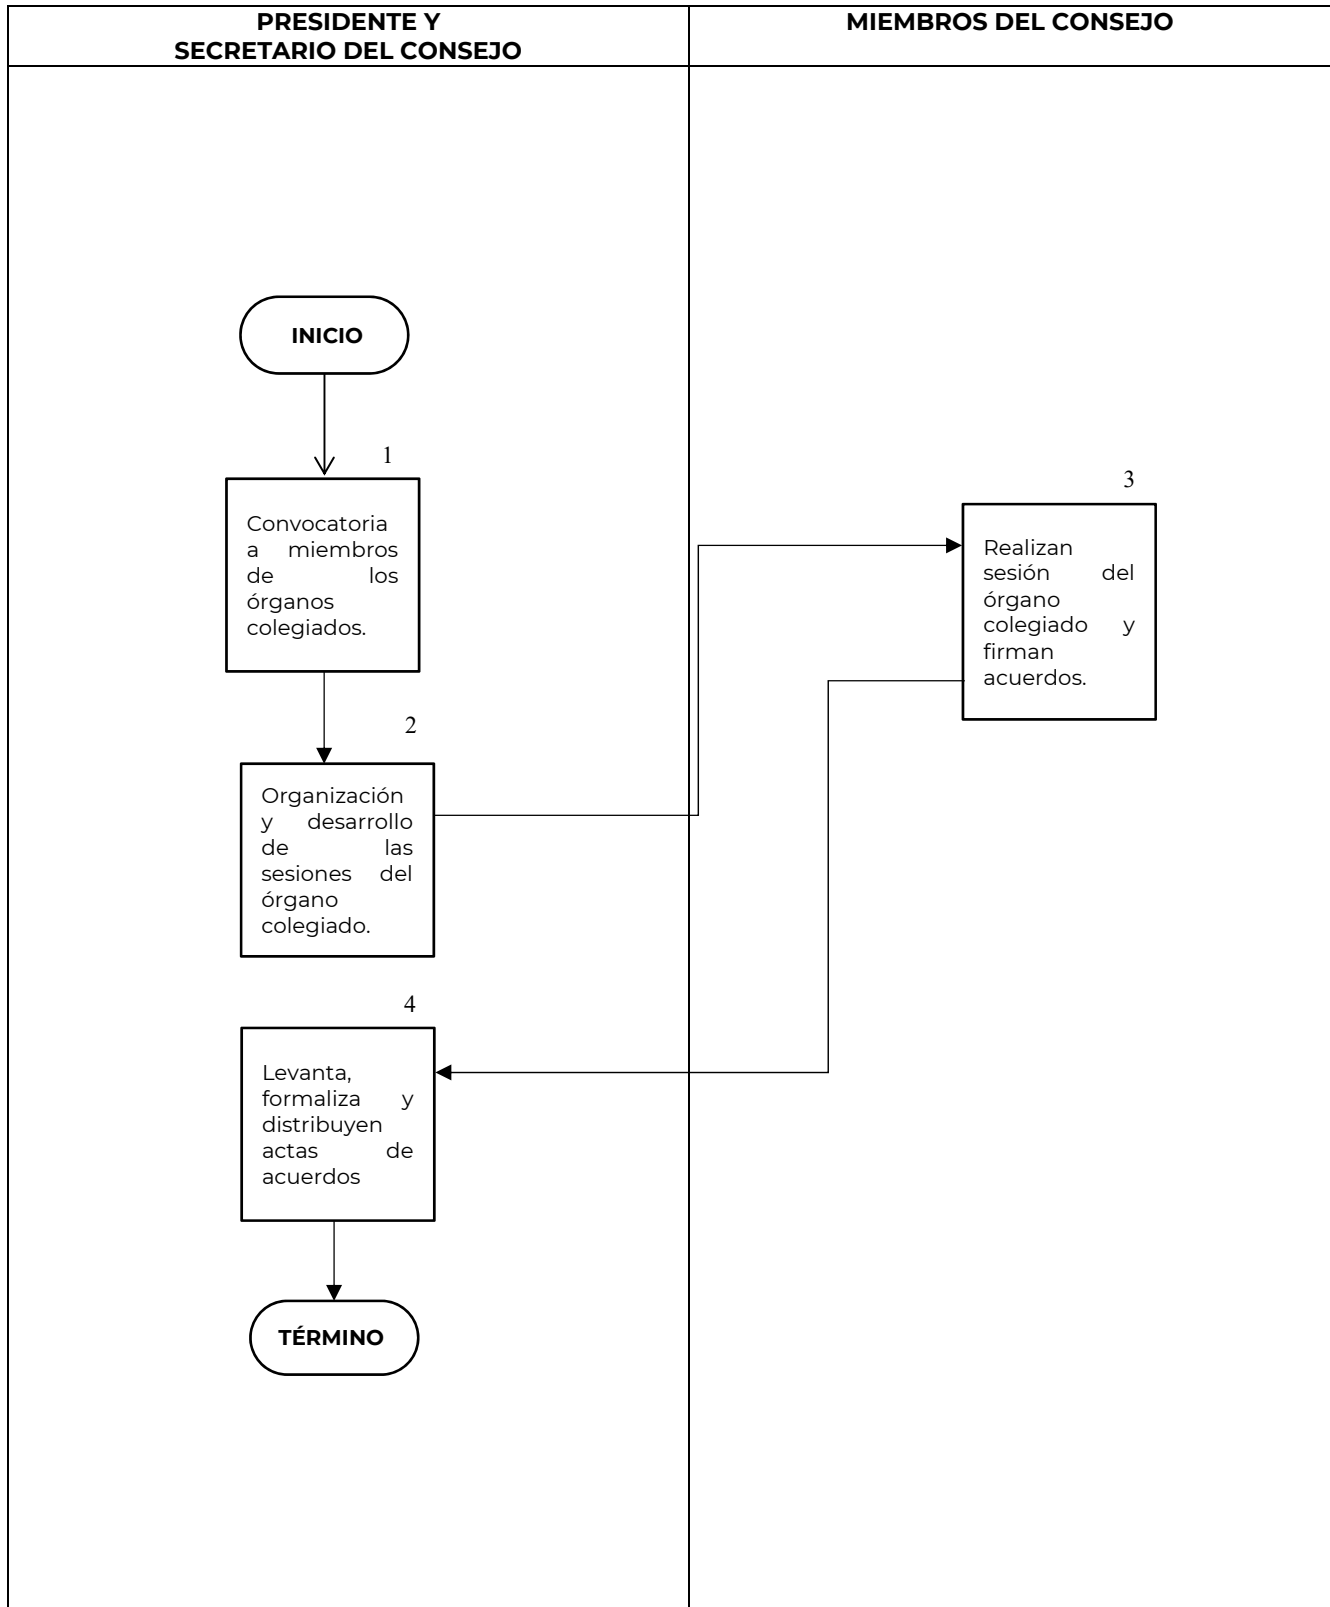 PRESIDENTE Y
SECRETARIO DEL CONSEJO
MIEMBROS DEL CONSEJO
INICIO
1
Convocatoria
a miembros
de los
órganos
colegiados.
2
Organización
y desarrollo
de las
sesiones del
órgano
colegiado.
3
Realizan
sesión del
órgano
colegiado y
firman
acuerdos.
4
Levanta,
formaliza y
distribuyen
actas de
acuerdos
TÉRMINO